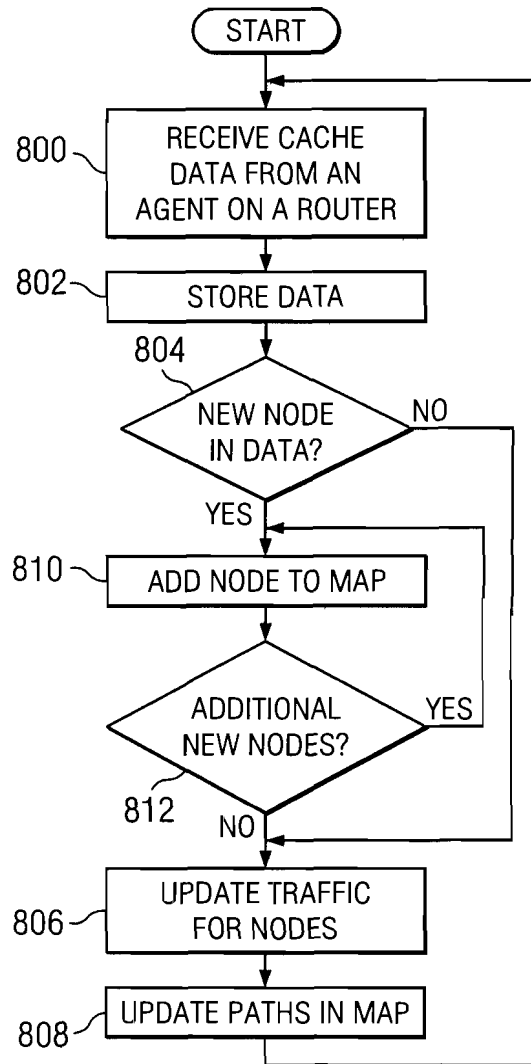 START
800
RECEIVE CACHE
DATA FROM AN
AGENT ON A ROUTER
802
STORE DATA
804
NEW NODE
IN DATA?
NO
YES
810
ADD NODE TO MAP
ADDITIONAL
NEW NODES?
YES
812
NO
806
UPDATE TRAFFIC
FOR NODES
808
UPDATE PATHS IN MAP